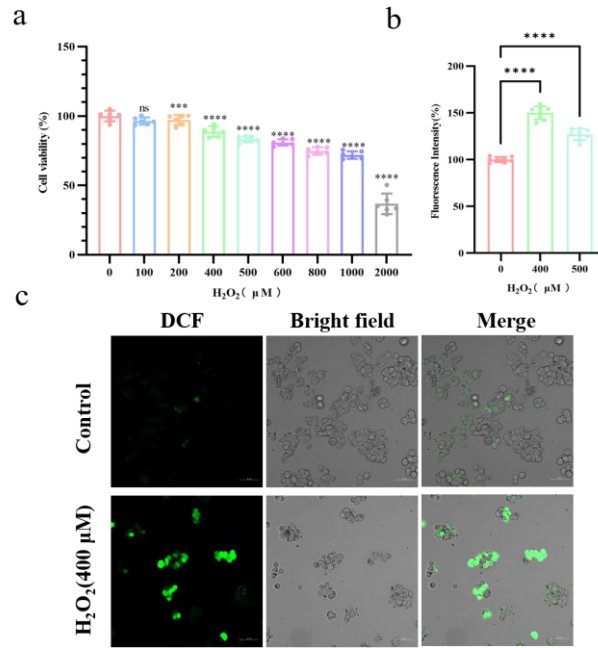 a
b
150
100
50
0
Cell viability (%)
ns
***
****
****
****
****
****
****
0 100 200 400 500 600 800 1000 2000
H₂O₂( μM )
200
150
100
50
0
Fluorescence Intensity(%)
****
****
0 400 500
H₂O₂( μM )
c
DCF Bright field Merge
Control
H₂O₂(400 μM)